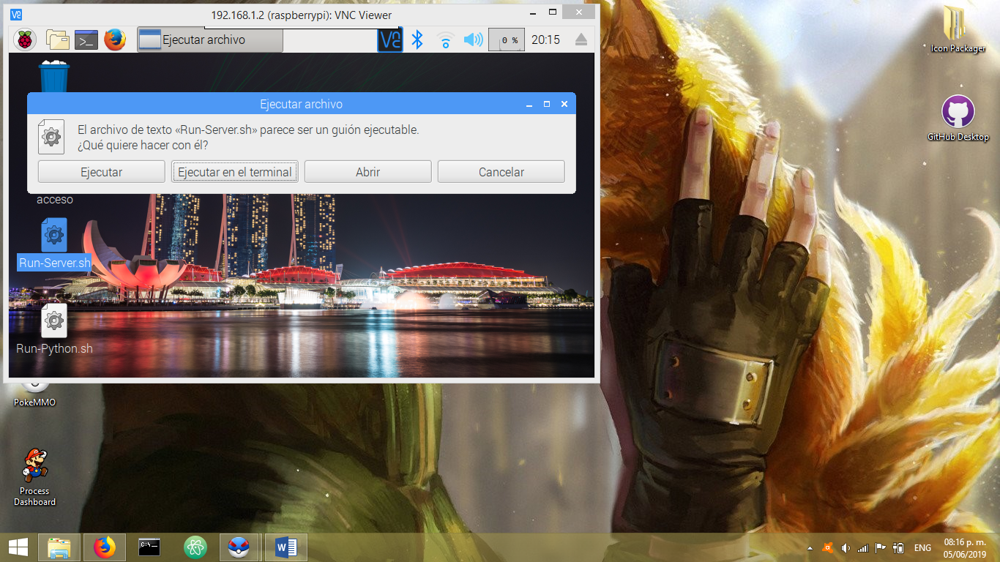 192.168.1.2 (raspberrypi): VNC Viewer
Ejecutar archivo
0 %
20:15
Ejecutar archivo
El archivo de texto «Run-Server.sh» parece ser un guión ejecutable.
¿Qué quiere hacer con él?
Ejecutar
Ejecutar en el terminal
Abrir
Cancelar
acceso
Run-Server.sh
Run-Python.sh
PokeMMO
Process
Dashboard
Icon Packager
GitHub Desktop
ENG
08:16 p. m.
05/06/2019